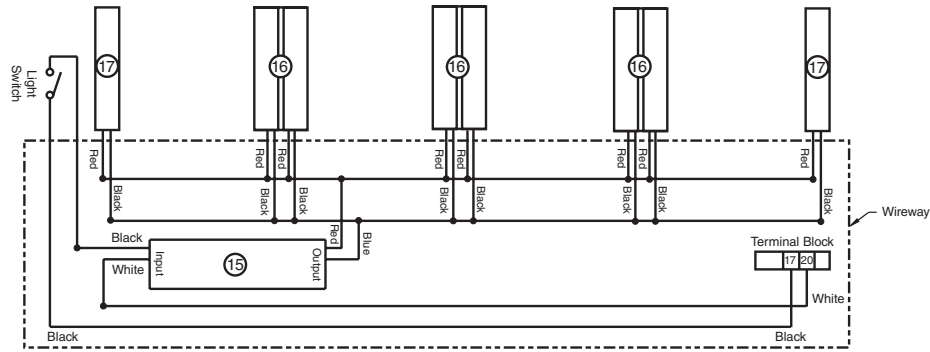 Light
Switch
17
16
16
16
17
Red
Red
Red
Red
Red
Red
Red
Red
Black
Black
Black
Black
Black
Black
Black
Black
Wireway
Red
Blue
Black
White
Input
15
Output
Terminal Block
17 20
White
Black
Black